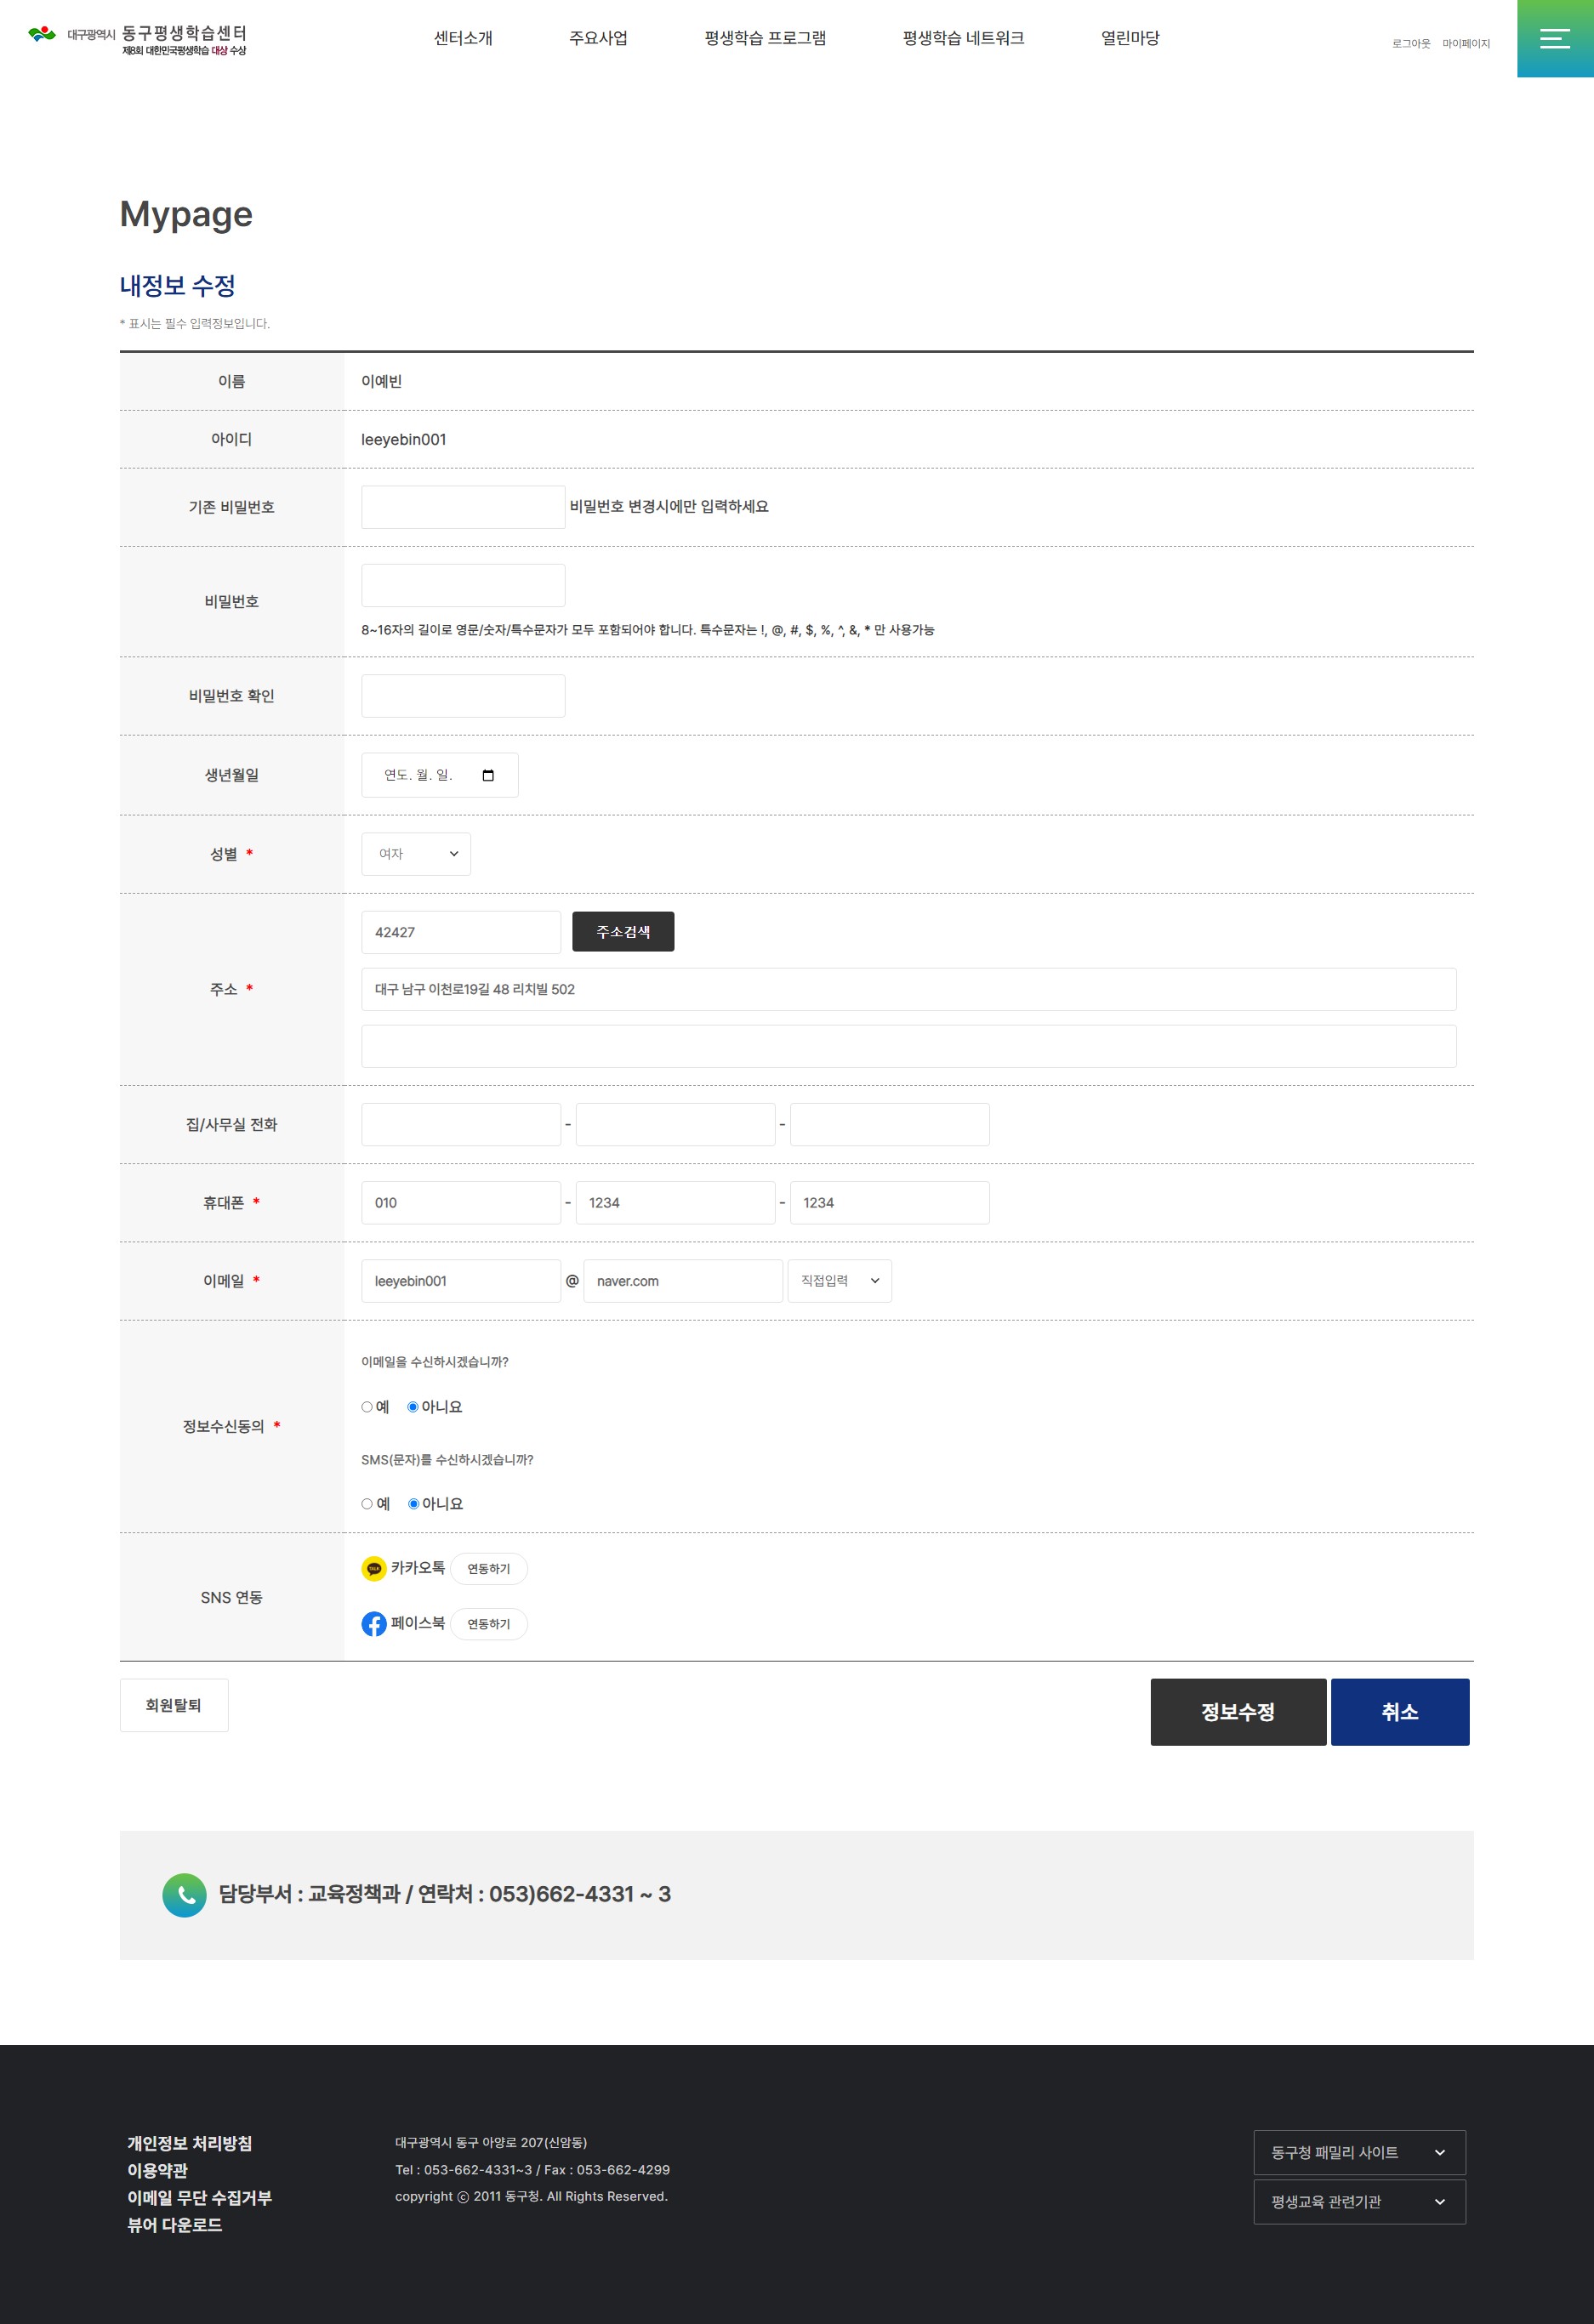 대구광역시 동구평생학습센터
제8회 대한민국평생학습 대상 수상
센터소개 주요사업 평생학습 프로그램 평생학습 네트워크 열린마당
로그아웃 마이페이지
Mypage
내정보 수정
* 표시는 필수 입력정보입니다.
이름 이예빈
아이디 leeyebin001
기존 비밀번호 비밀번호 변경시에만 입력하세요
비밀번호
8~16자의 길이로 영문/숫자/특수문자가 모두 포함되어야 합니다. 특수문자는 !, @, #, $, %, ^, &, * 만 사용가능
비밀번호 확인
생년월일 연도. 월. 일.
성별 * 여자
42427 주소검색
주소 * 대구 남구 이천로19길 48 리치빌 502
집/사무실 전화 - -
휴대폰 * 010 - 1234 - 1234
이메일 * leeyebin001 @ naver.com 직접입력
이메일을 수신하시겠습니까?
예 아니요
정보수신동의 *
SMS(문자)를 수신하시겠습니까?
예 아니요
TALK 카카오톡 연동하기
SNS 연동
페이스북 연동하기
회원탈퇴 정보수정 취소
담당부서 : 교육정책과 / 연락처 : 053)662-4331 ~ 3
개인정보 처리방침
이용약관
이메일 무단 수집거부
뷰어 다운로드
대구광역시 동구 아양로 207(신암동)
Tel : 053-662-4331~3 / Fax : 053-662-4299
copyright ⓒ 2011 동구청. All Rights Reserved.
동구청 패밀리 사이트
평생교육 관련기관